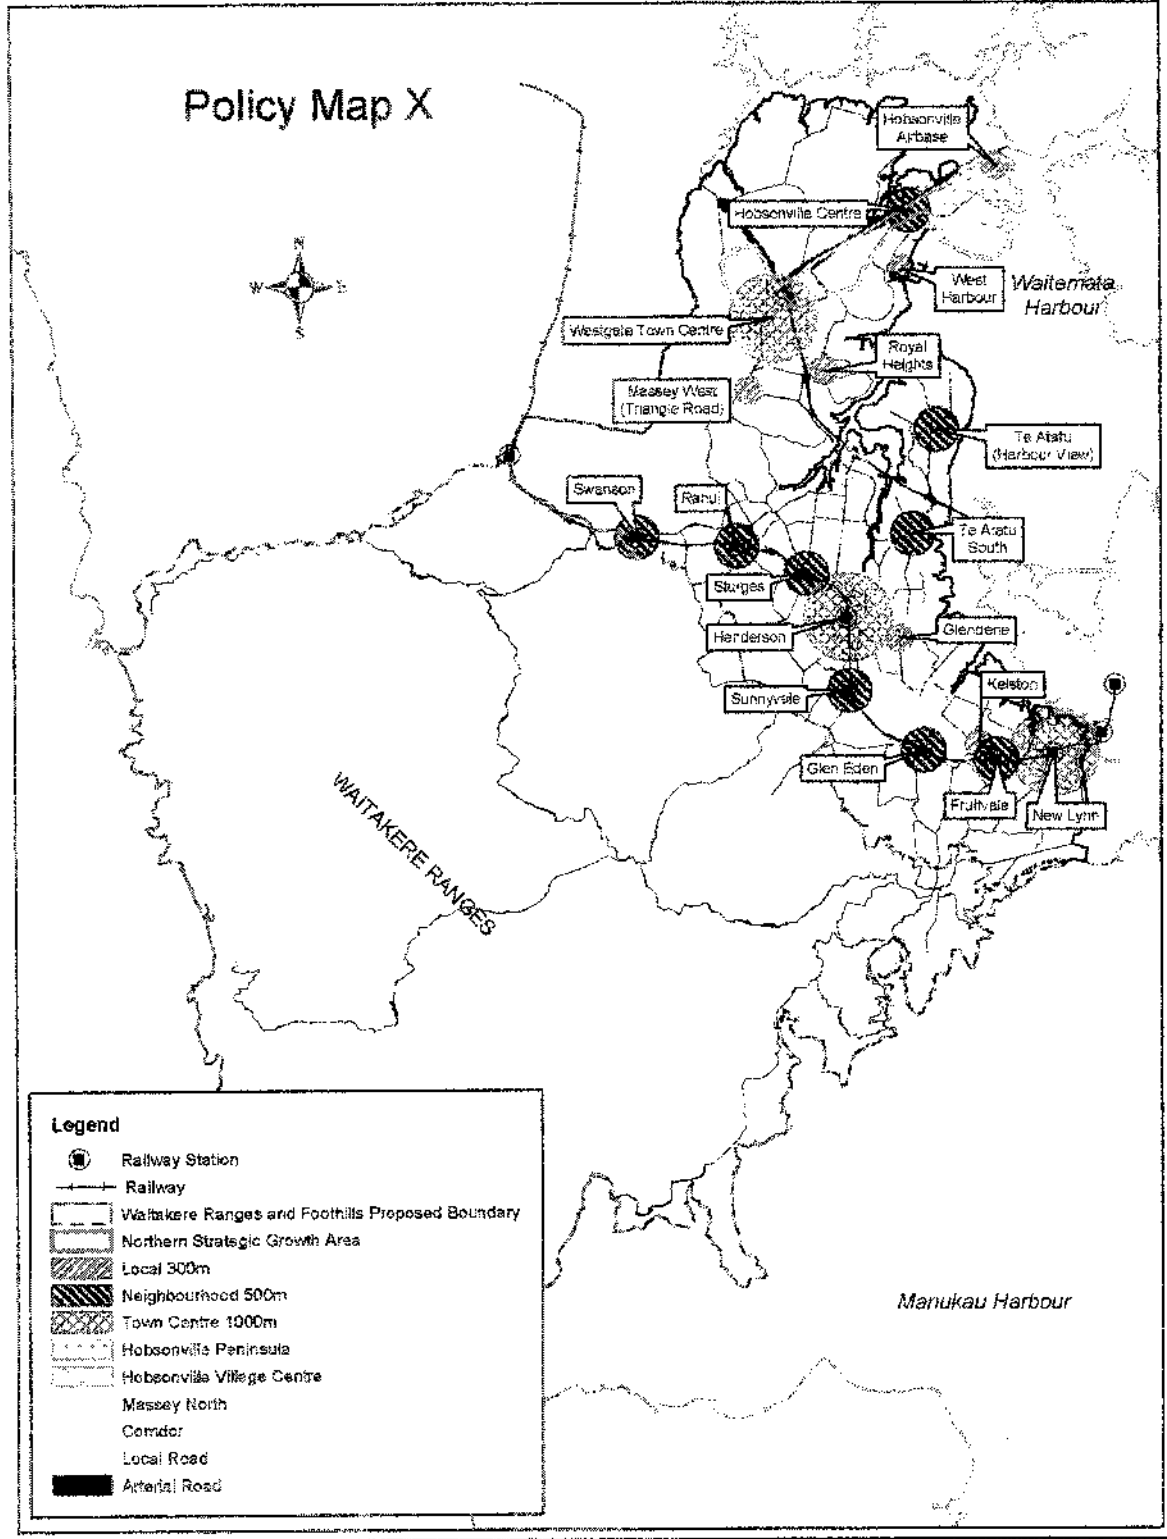 Policy Map X
N
W
E
S
Hobsonville
Airbase
Hobsonville Centre
West
Harbour
Waitemata
Harbour
Westgate Town Centre
Royal
Heights
Massey West
(Triangle Road)
Te Atatu
(Harbour View)
Swanson
Ranui
Te Atatu
South
Sturges
Henderson
Glendene
Kelston
Sunnyvale
Glen Eden
Fruitvale
New Lynn
WAITAKERE RANGES
Legend
Railway Station
Railway
Waitakere Ranges and Foothills Proposed Boundary
Northern Strategic Growth Area
Local 300m
Neighbourhood 500m
Town Centre 1000m
Hobsonville Peninsula
Hobsonville Village Centre
Massey North
Corridor
Local Road
Arterial Road
Manukau Harbour